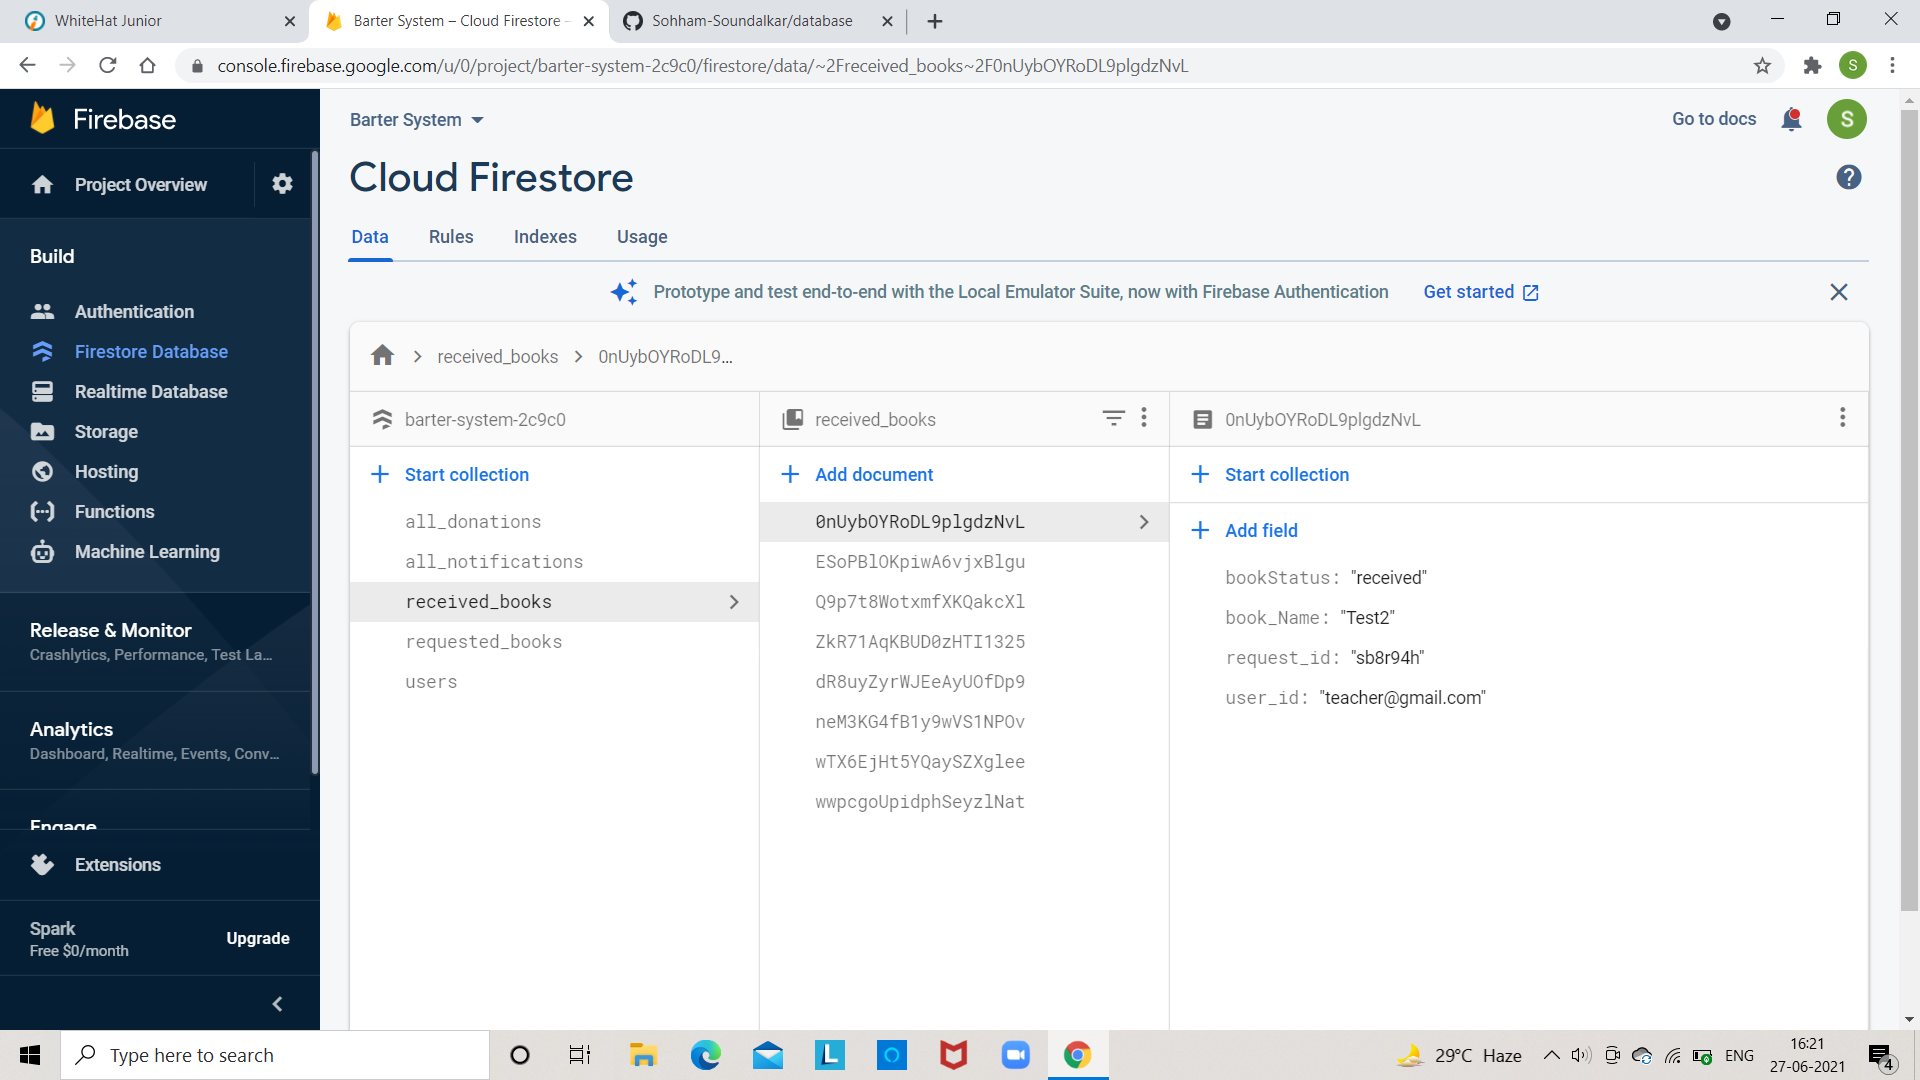 WhiteHat Junior
Barter System – Cloud Firestore –
Sohham-Soundalkar/database
console.firebase.google.com/u/0/project/barter-system-2c9c0/firestore/data/~2Freceived_books~2F0nUybOYRoDL9plgdzNvL
S
Firebase
Project Overview
Build
Authentication
Firestore Database
Realtime Database
Storage
Hosting
Functions
Machine Learning
Release & Monitor
Crashlytics, Performance, Test La...
Analytics
Dashboard, Realtime, Events, Conv...
Engage
Extensions
Spark
Free $0/month
Upgrade
Barter System
Go to docs
S
Cloud Firestore
?
Data Rules Indexes Usage
Prototype and test end-to-end with the Local Emulator Suite, now with Firebase Authentication Get started
received_books > 0nUybOYRoDL9...
barter-system-2c9c0
Start collection
all_donations
all_notifications
received_books
requested_books
users
received_books
Add document
0nUybOYRoDL9plgdzNvL
ESoPBlOKpiwA6vjxBlgu
Q9p7t8WotxmfXKQakcXl
ZkR71AqKBUD0zHTI1325
dR8uyZyrWJEeAyUOfDp9
neM3KG4fB1y9wVS1NPOv
wTX6EjHt5YQaySZXglee
wwpcgoUpidphSeyzlNat
0nUybOYRoDL9plgdzNvL
Start collection
Add field
bookStatus: "received"
book_Name: "Test2"
request_id: "sb8r94h"
user_id: "teacher@gmail.com"
Type here to search
L
29°C Haze
ENG
16:21
27-06-2021
4